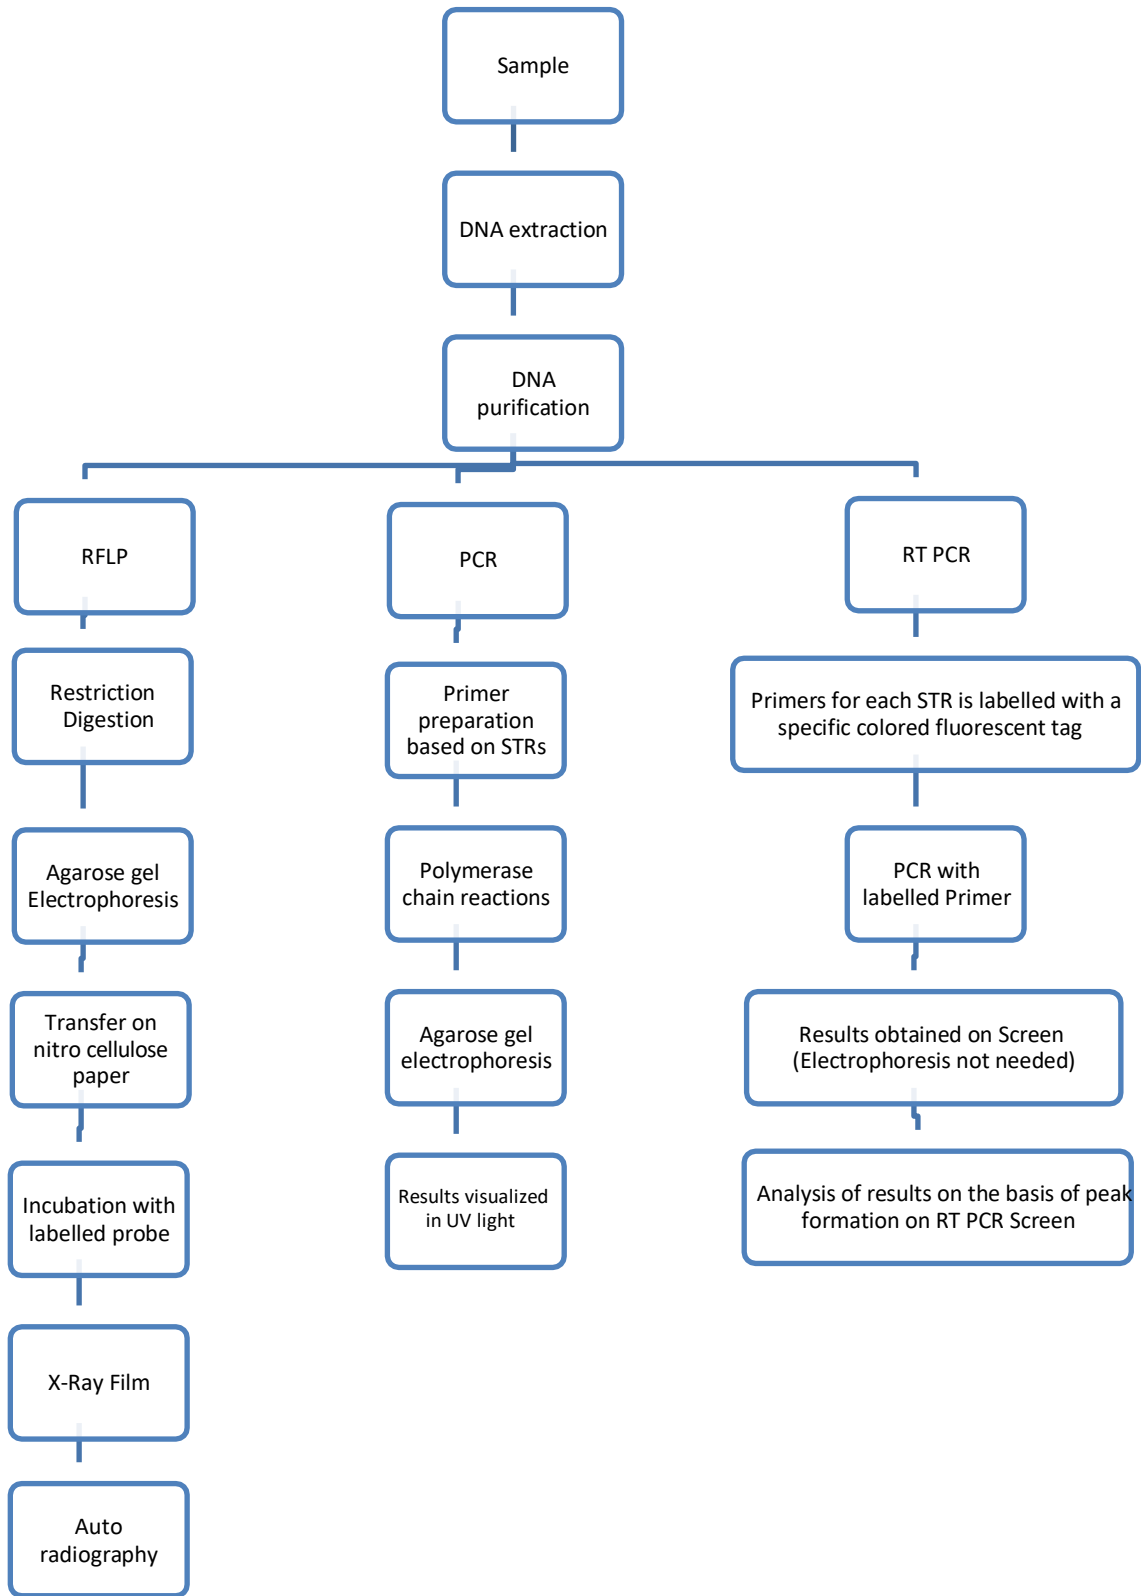 Sample
DNA extraction
DNA
purification
RFLP
Restriction
Digestion
Agarose gel
Electrophoresis
Transfer on
nitro cellulose
paper
Incubation with
labelled probe
X-Ray Film
Auto
radiography
PCR
Primer
preparation
based on STRs
Polymerase
chain reactions
Agarose gel
electrophoresis
Results visualized
in UV light
RT PCR
Primers for each STR is labelled with a
specific colored fluorescent tag
PCR with
labelled Primer
Results obtained on Screen
(Electrophoresis not needed)
Analysis of results on the basis of peak
formation on RT PCR Screen